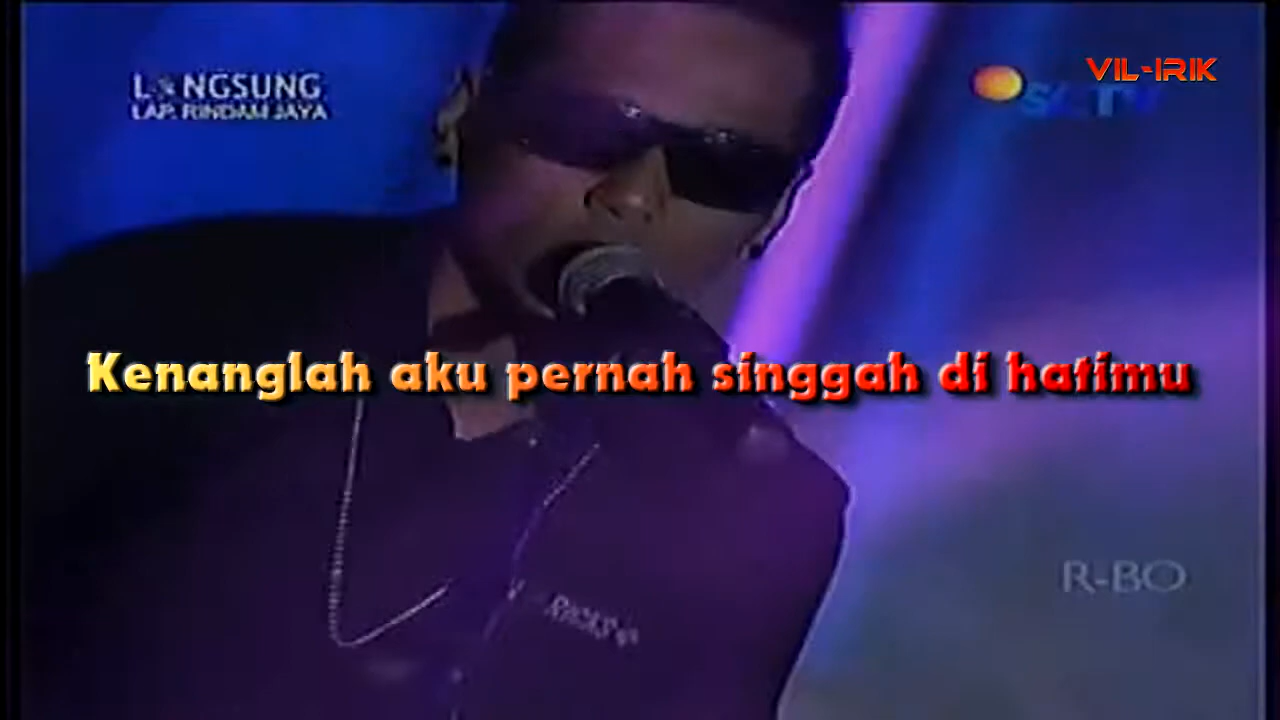 LANGSUNG
LAP. RINDAM JAYA
VIL-IRIK
SCTV
Kenanglah aku pernah singgah di hatimu
R-BO